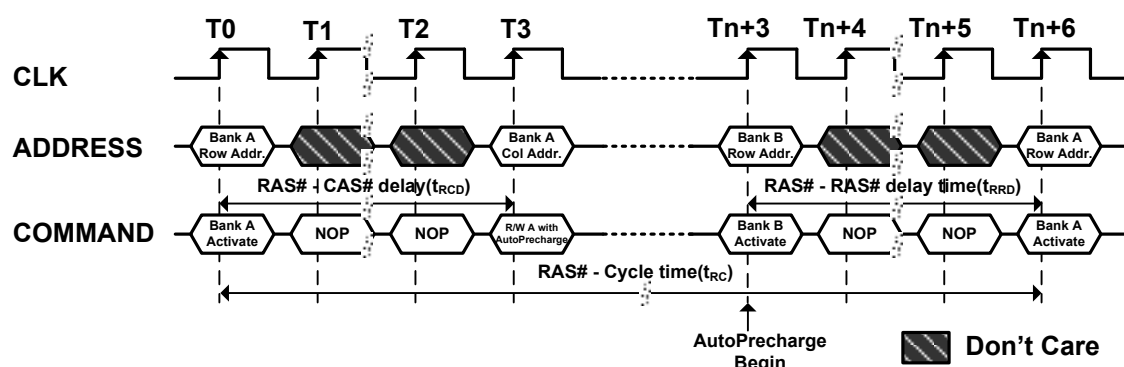 T0 T1 T2 T3 Tn+3 Tn+4 Tn+5 Tn+6
CLK
ADDRESS
Bank A
Row Addr.
Bank A
Col Addr.
Bank B
Row Addr.
Bank A
Row Addr.
RAS# - CAS# delay(tRCD)
RAS# - RAS# delay time(tRRD)
COMMAND
Bank A
Activate
NOP
NOP
R/W A with
AutoPrecharge
Bank B
Activate
NOP
NOP
Bank A
Activate
RAS# - Cycle time(tRC)
AutoPrecharge
Begin
Don't Care